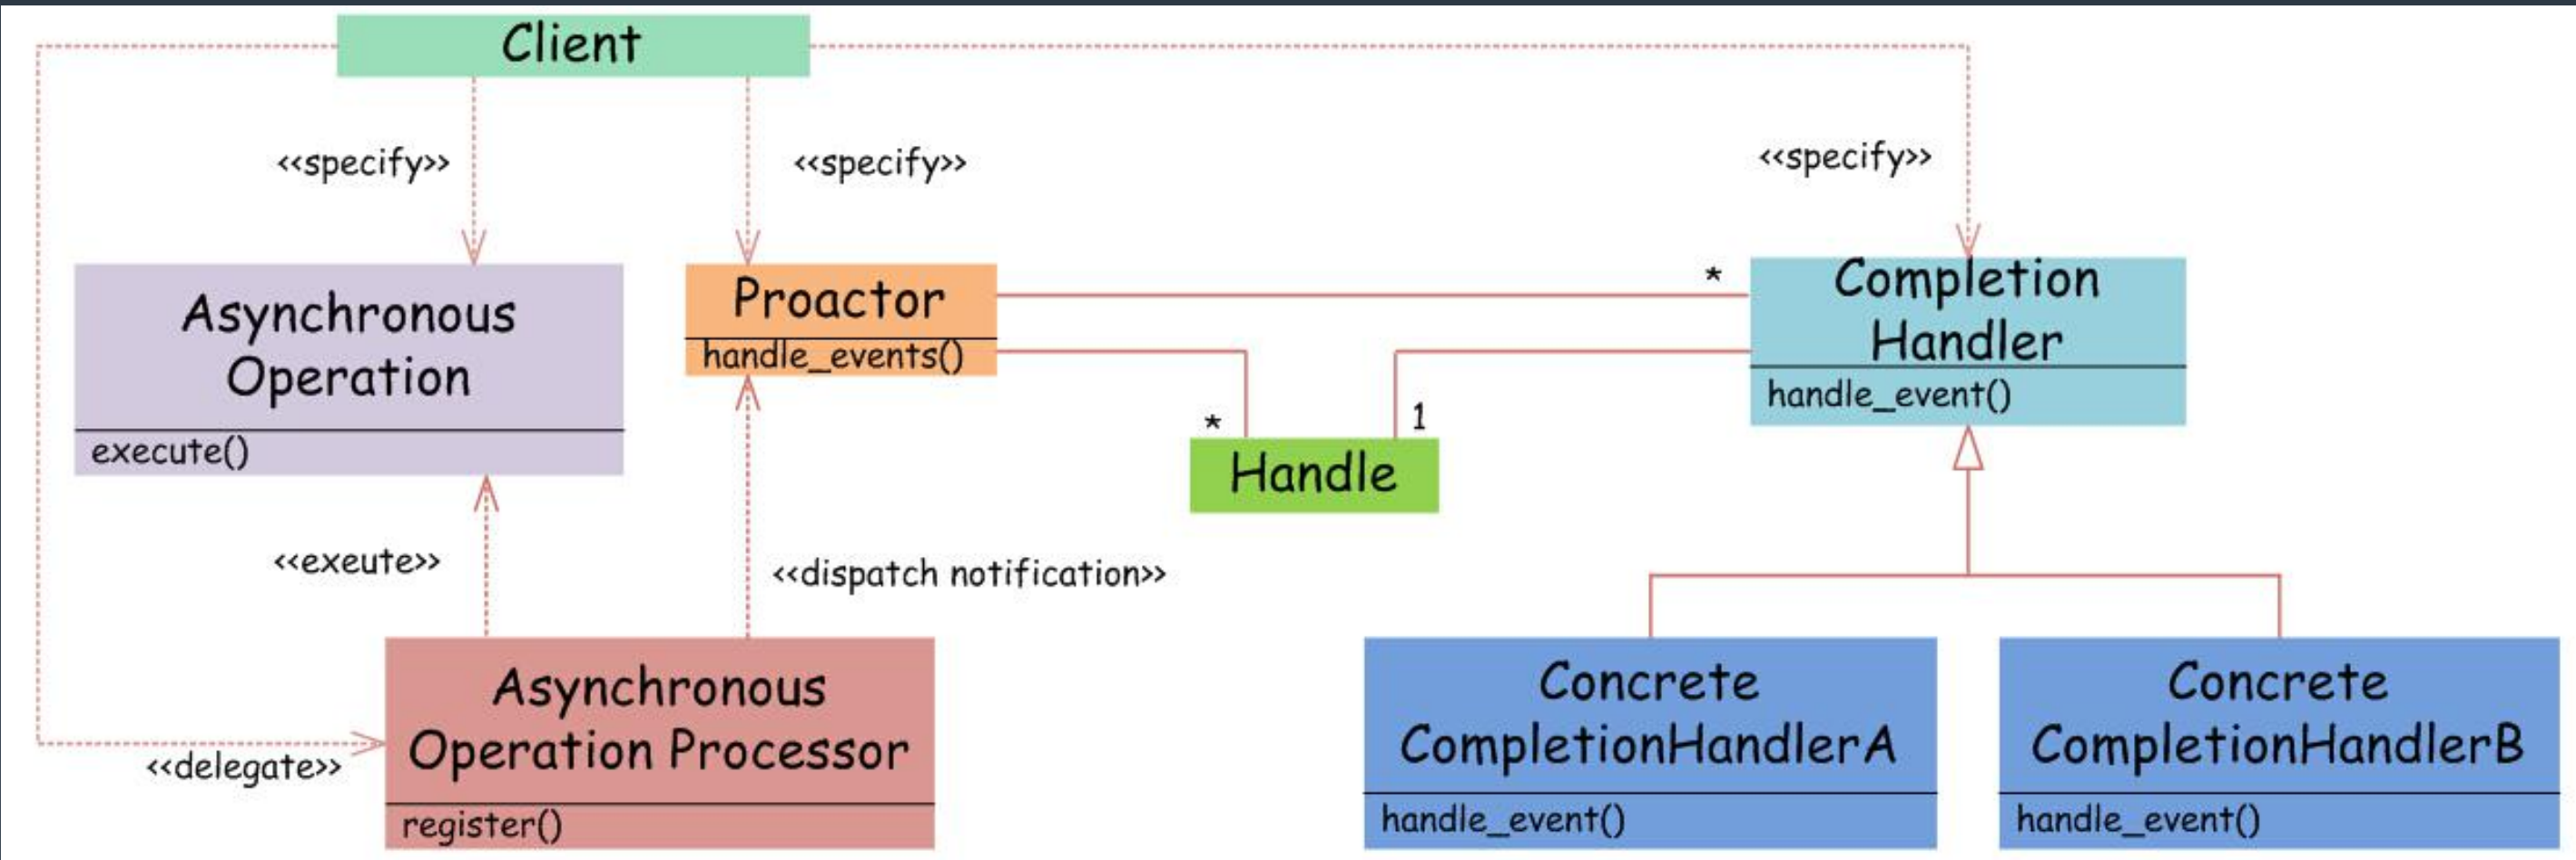 Client
<<specify>>
<<specify>>
<<specify>>
Asynchronous
Operation
execute()
Proactor
handle_events()
*
Completion
Handler
handle_event()
*
1
Handle
<<exeute>>
<<dispatch notification>>
Asynchronous
Operation Processor
register()
<<delegate>>
Concrete
CompletionHandlerA
handle_event()
Concrete
CompletionHandlerB
handle_event()